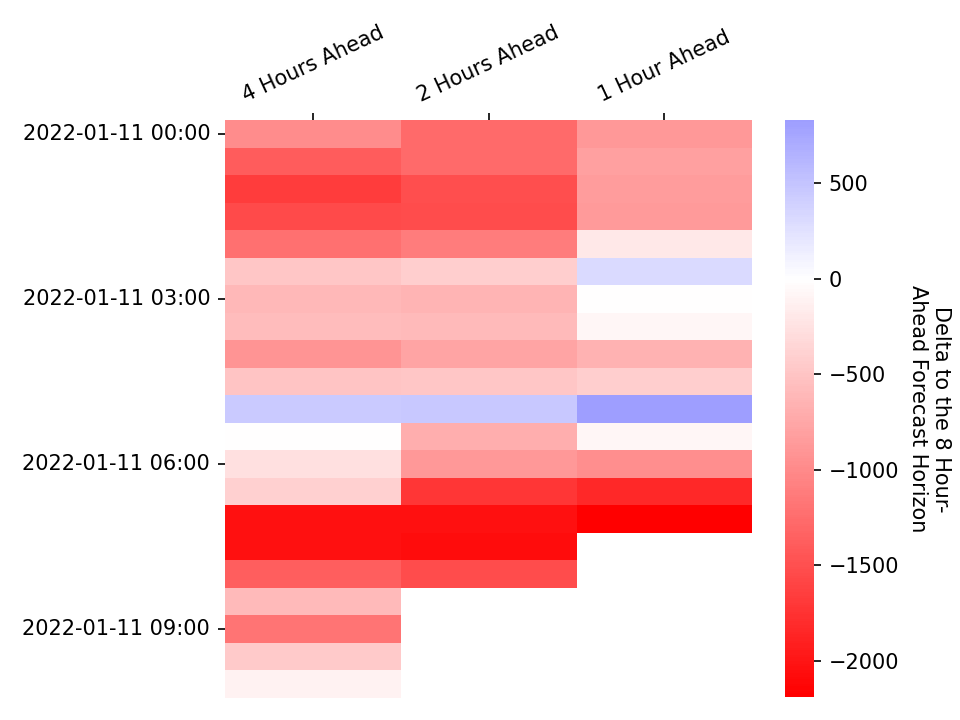 4 Hours Ahead
2 Hours Ahead
1 Hour Ahead
2022-01-11 00:00
2022-01-11 03:00
2022-01-11 06:00
2022-01-11 09:00
500
0
−500
−1000
−1500
−2000
Delta to the 8 Hour-
Ahead Forecast Horizon